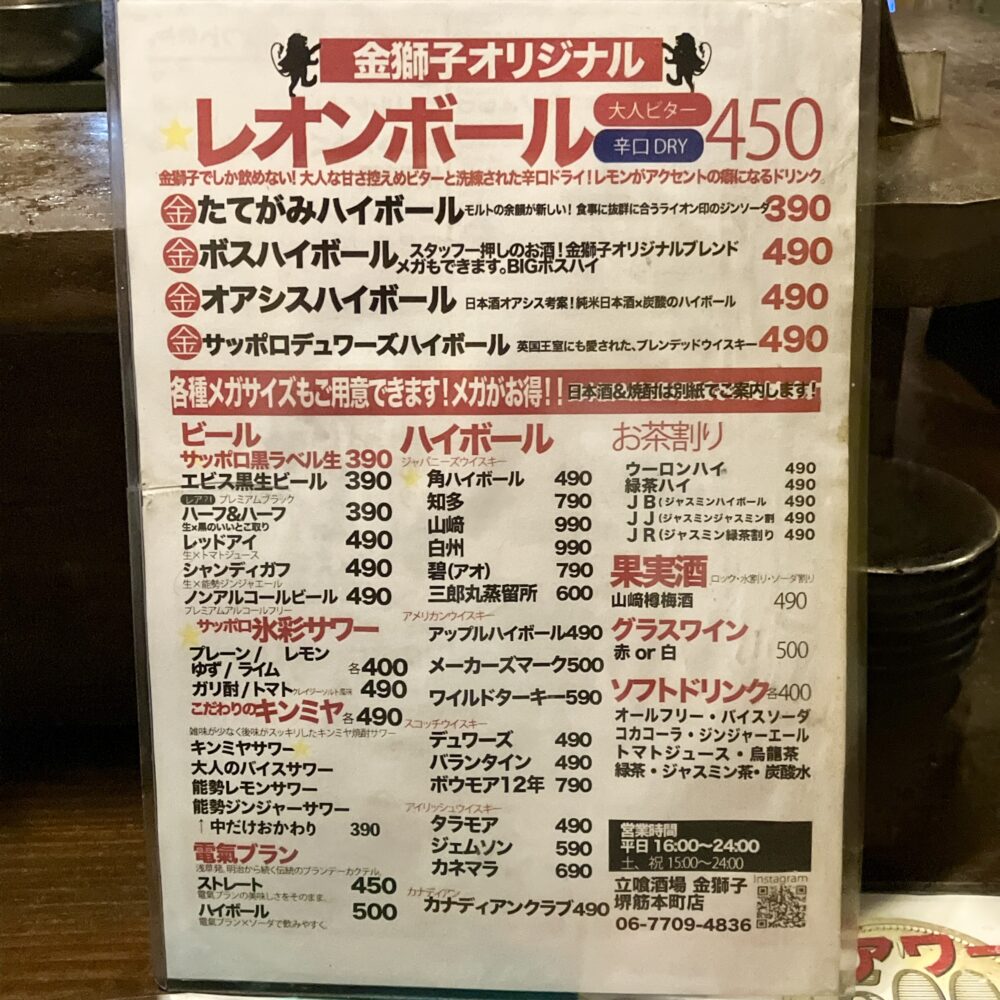 金獅子オリジナル
レオンボール 大人ビター 辛口 DRY 450
金獅子でしか飲めない!大人な甘さ控えめビターと洗練された辛口ドライ!レモンがアクセントの癖になるドリンク。
金 たてがみハイボール モルトの余韻が新しい!食事に抜群に合うライオン印のジンソーダ 390
金 ボスハイボール スタッフ一押しのお酒!金獅子オリジナルブレンド 490
メガもできます。BIGボスハイ
金 オアシスハイボール 日本酒オアシス考案!純米日本酒×炭酸のハイボール 490
金 サッポロデュワーズハイボール 英国王室にも愛された、ブレンデッドウイスキー 490
各種メガサイズもご用意できます!メガがお得!! 日本酒&焼酎は別紙でご案内します!
ビール
サッポロ黒ラベル生 390
エビス黒生ビール 390
レア?! プレミアムブラック
ハーフ&ハーフ 390
生×黒のいいとこ取り
レッドアイ 490
生×トマトジュース
シャンディガフ 490
生×能勢ジンジャエール
ノンアルコールビール 490
プレミアムアルコールフリー
サッポロ氷彩サワー
プレーン/ レモン
ゆず/ライム 各400
ガリ酎/トマト クレイジーソルト風味 490
こだわりのキンミヤ 各490
雑味が少なく後味がスッキリしたキンミヤ焼酎サワー
キンミヤサワー
大人のバイスサワー
能勢レモンサワー
能勢ジンジャーサワー
↑中だけおかわり 390
電氣ブラン
浅草発、明治から続く伝統のブランデーカクテル。
ストレート 450
電気ブランの美味しさをそのまま。
ハイボール 500
電気ブラン×ソーダで飲みやすく。
ハイボール
ジャパニーズウイスキー
角ハイボール 490
知多 790
山﨑 990
白州 990
碧(アオ) 790
三郎丸蒸留所 600
アメリカンウイスキー
アップルハイボール 490
メーカーズマーク 500
ワイルドターキー 590
スコッチウイスキー
デュワーズ 490
バランタイン 490
ボウモア12年 790
アイリッシュウイスキー
タラモア 490
ジェムソン 590
カネマラ 690
カナディアン
カナディアンクラブ 490
お茶割り
ウーロンハイ 490
緑茶ハイ 490
JB(ジャスミンハイボール 490
JJ(ジャスミンジャスミン割 490
JR(ジャスミン緑茶割り 490
果実酒 ロック・水割り・ソーダ割り
山﨑樽梅酒 490
グラスワイン
赤 or 白 500
ソフトドリンク 各400
オールフリー・バイスソーダ
コカコーラ・ジンジャーエール
トマトジュース・烏龍茶
緑茶・ジャスミン茶・炭酸水
営業時間
平日 16:00~24:00
土、祝 15:00~24:00
Instagram
立喰酒場 金獅子
堺筋本町店
06-7709-4836
アワー